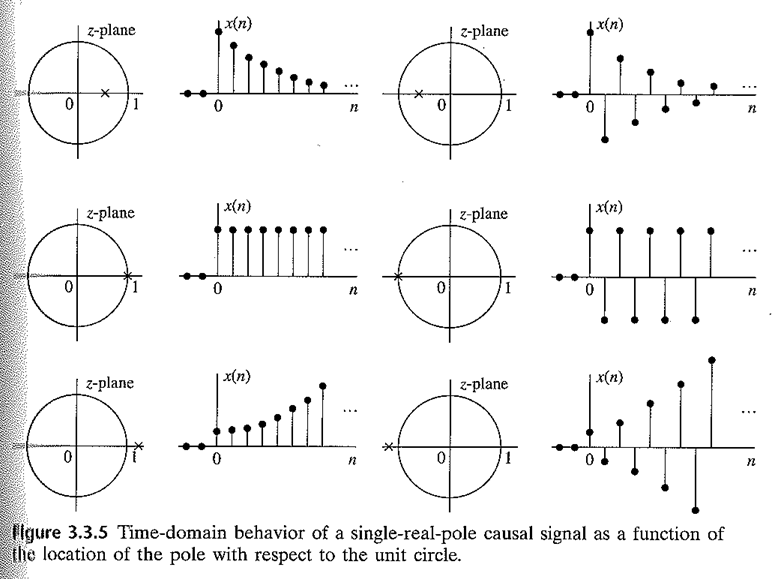 z-plane
x(n)
0
1
0
n
...
z-plane
x(n)
0
1
0
n
...
z-plane
x(n)
0
1
0
n
...
z-plane
x(n)
0
1
0
n
...
z-plane
x(n)
0
1
0
n
...
z-plane
x(n)
0
1
0
n
...
Figure 3.3.5 Time-domain behavior of a single-real-pole causal signal as a function of
the location of the pole with respect to the unit circle.